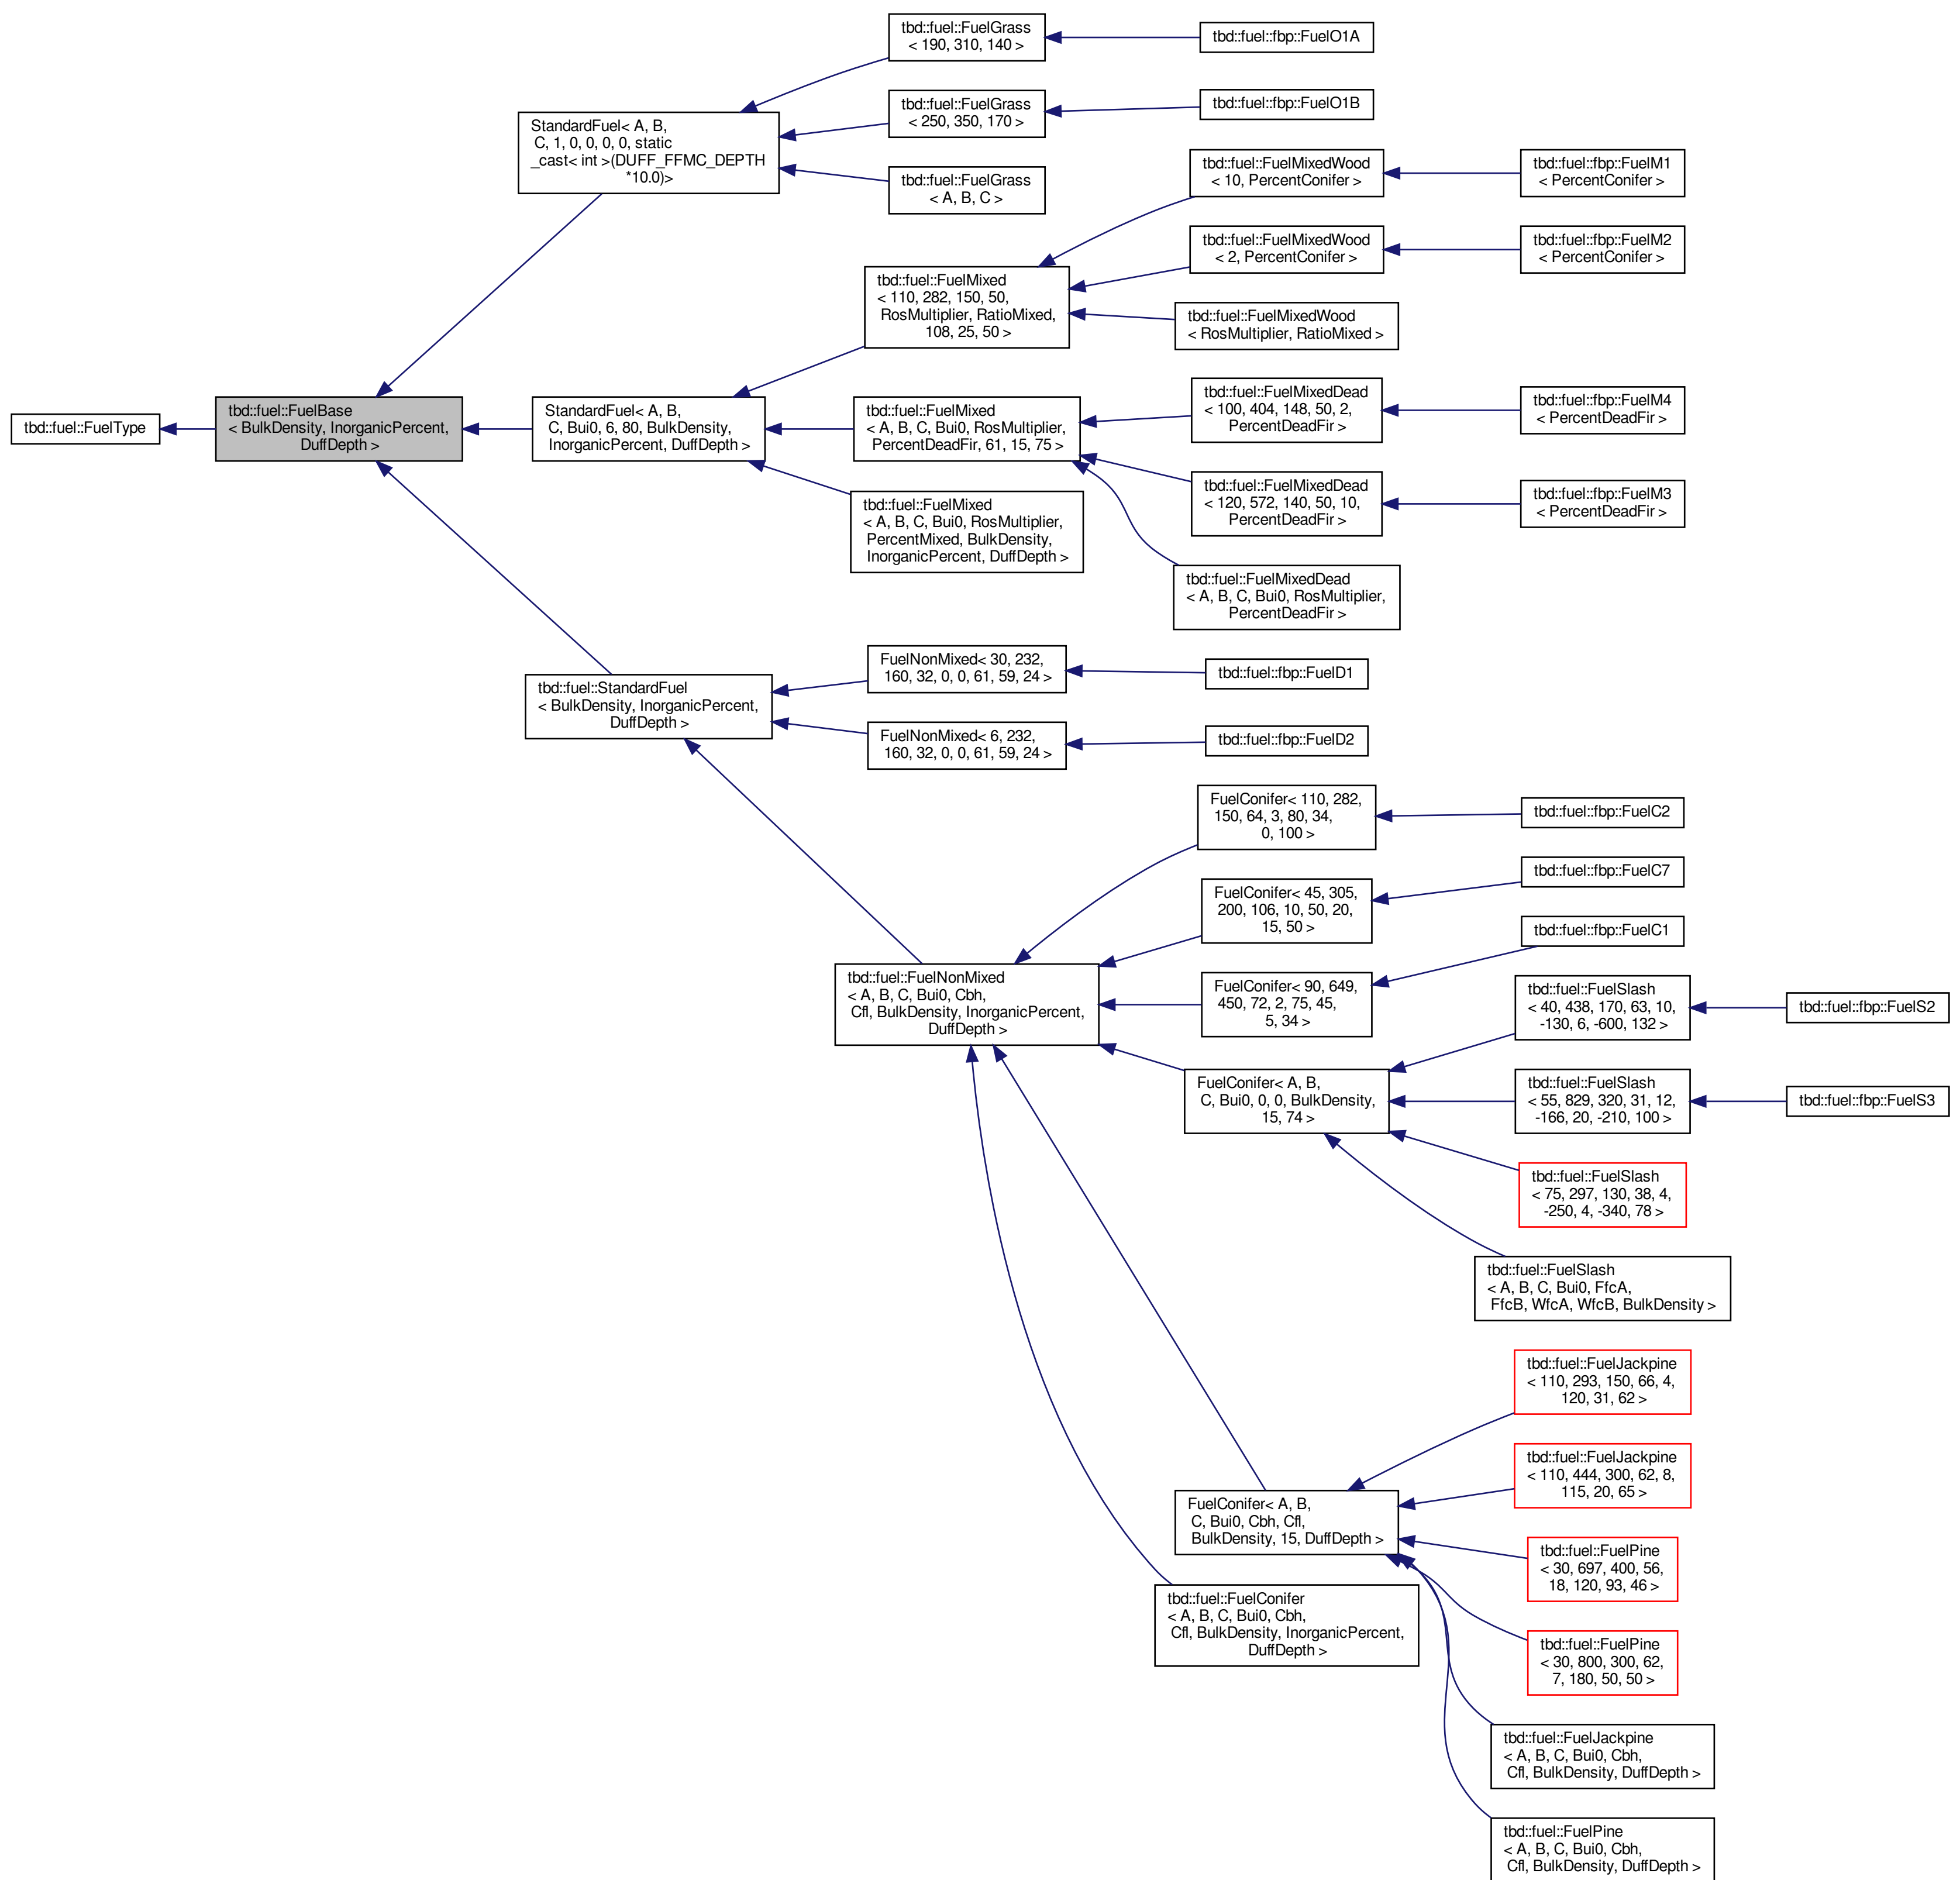 tbd::fuel::FuelType
tbd::fuel::FuelBase
< BulkDensity, InorganicPercent,
DuffDepth >
StandardFuel< A, B,
C, 1, 0, 0, 0, 0, static
_cast< int >(DUFF_FFMC_DEPTH
*10.0)>
tbd::fuel::FuelGrass
< 190, 310, 140 >
tbd::fuel::fbp::FuelO1A
tbd::fuel::FuelGrass
< 250, 350, 170 >
tbd::fuel::fbp::FuelO1B
tbd::fuel::FuelGrass
< A, B, C >
StandardFuel< A, B,
C, Bui0, 6, 80, BulkDensity,
InorganicPercent, DuffDepth >
tbd::fuel::FuelMixed
< 110, 282, 150, 50,
RosMultiplier, RatioMixed,
108, 25, 50 >
tbd::fuel::FuelMixedWood
< 10, PercentConifer >
tbd::fuel::fbp::FuelM1
< PercentConifer >
tbd::fuel::FuelMixedWood
< 2, PercentConifer >
tbd::fuel::fbp::FuelM2
< PercentConifer >
tbd::fuel::FuelMixedWood
< RosMultiplier, RatioMixed >
tbd::fuel::FuelMixed
< A, B, C, Bui0, RosMultiplier,
PercentDeadFir, 61, 15, 75 >
tbd::fuel::FuelMixedDead
< 100, 404, 148, 50, 2,
PercentDeadFir >
tbd::fuel::fbp::FuelM4
< PercentDeadFir >
tbd::fuel::FuelMixedDead
< 120, 572, 140, 50, 10,
PercentDeadFir >
tbd::fuel::fbp::FuelM3
< PercentDeadFir >
tbd::fuel::FuelMixedDead
< A, B, C, Bui0, RosMultiplier,
PercentDeadFir >
tbd::fuel::FuelMixed
< A, B, C, Bui0, RosMultiplier,
PercentMixed, BulkDensity,
InorganicPercent, DuffDepth >
tbd::fuel::StandardFuel
< BulkDensity, InorganicPercent,
DuffDepth >
FuelNonMixed< 30, 232,
160, 32, 0, 0, 61, 59, 24 >
tbd::fuel::fbp::FuelD1
FuelNonMixed< 6, 232,
160, 32, 0, 0, 61, 59, 24 >
tbd::fuel::fbp::FuelD2
tbd::fuel::FuelNonMixed
< A, B, C, Bui0, Cbh,
Cfl, BulkDensity, InorganicPercent,
DuffDepth >
FuelConifer< 110, 282,
150, 64, 3, 80, 34,
0, 100 >
tbd::fuel::fbp::FuelC2
FuelConifer< 45, 305,
200, 106, 10, 50, 20,
15, 50 >
tbd::fuel::fbp::FuelC7
FuelConifer< 90, 649,
450, 72, 2, 75, 45,
5, 34 >
tbd::fuel::fbp::FuelC1
FuelConifer< A, B,
C, Bui0, 0, 0, BulkDensity,
15, 74 >
tbd::fuel::FuelSlash
< 40, 438, 170, 63, 10,
-130, 6, -600, 132 >
tbd::fuel::fbp::FuelS2
tbd::fuel::FuelSlash
< 55, 829, 320, 31, 12,
-166, 20, -210, 100 >
tbd::fuel::fbp::FuelS3
tbd::fuel::FuelSlash
< 75, 297, 130, 38, 4,
-250, 4, -340, 78 >
tbd::fuel::FuelSlash
< A, B, C, Bui0, FfcA,
FfcB, WfcA, WfcB, BulkDensity >
FuelConifer< A, B,
C, Bui0, Cbh, Cfl,
BulkDensity, 15, DuffDepth >
tbd::fuel::FuelJackpine
< 110, 293, 150, 66, 4,
120, 31, 62 >
tbd::fuel::FuelJackpine
< 110, 444, 300, 62, 8,
115, 20, 65 >
tbd::fuel::FuelPine
< 30, 697, 400, 56,
18, 120, 93, 46 >
tbd::fuel::FuelPine
< 30, 800, 300, 62,
7, 180, 50, 50 >
tbd::fuel::FuelJackpine
< A, B, C, Bui0, Cbh,
Cfl, BulkDensity, DuffDepth >
tbd::fuel::FuelPine
< A, B, C, Bui0, Cbh,
Cfl, BulkDensity, DuffDepth >
tbd::fuel::FuelConifer
< A, B, C, Bui0, Cbh,
Cfl, BulkDensity, InorganicPercent,
DuffDepth >